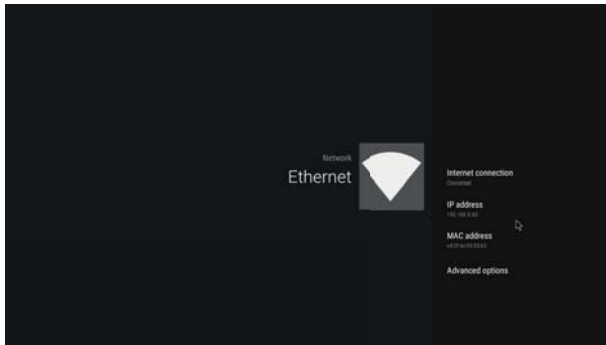 Network
Ethernet
Internet connection
Connected
IP address
MAC address
Advanced options